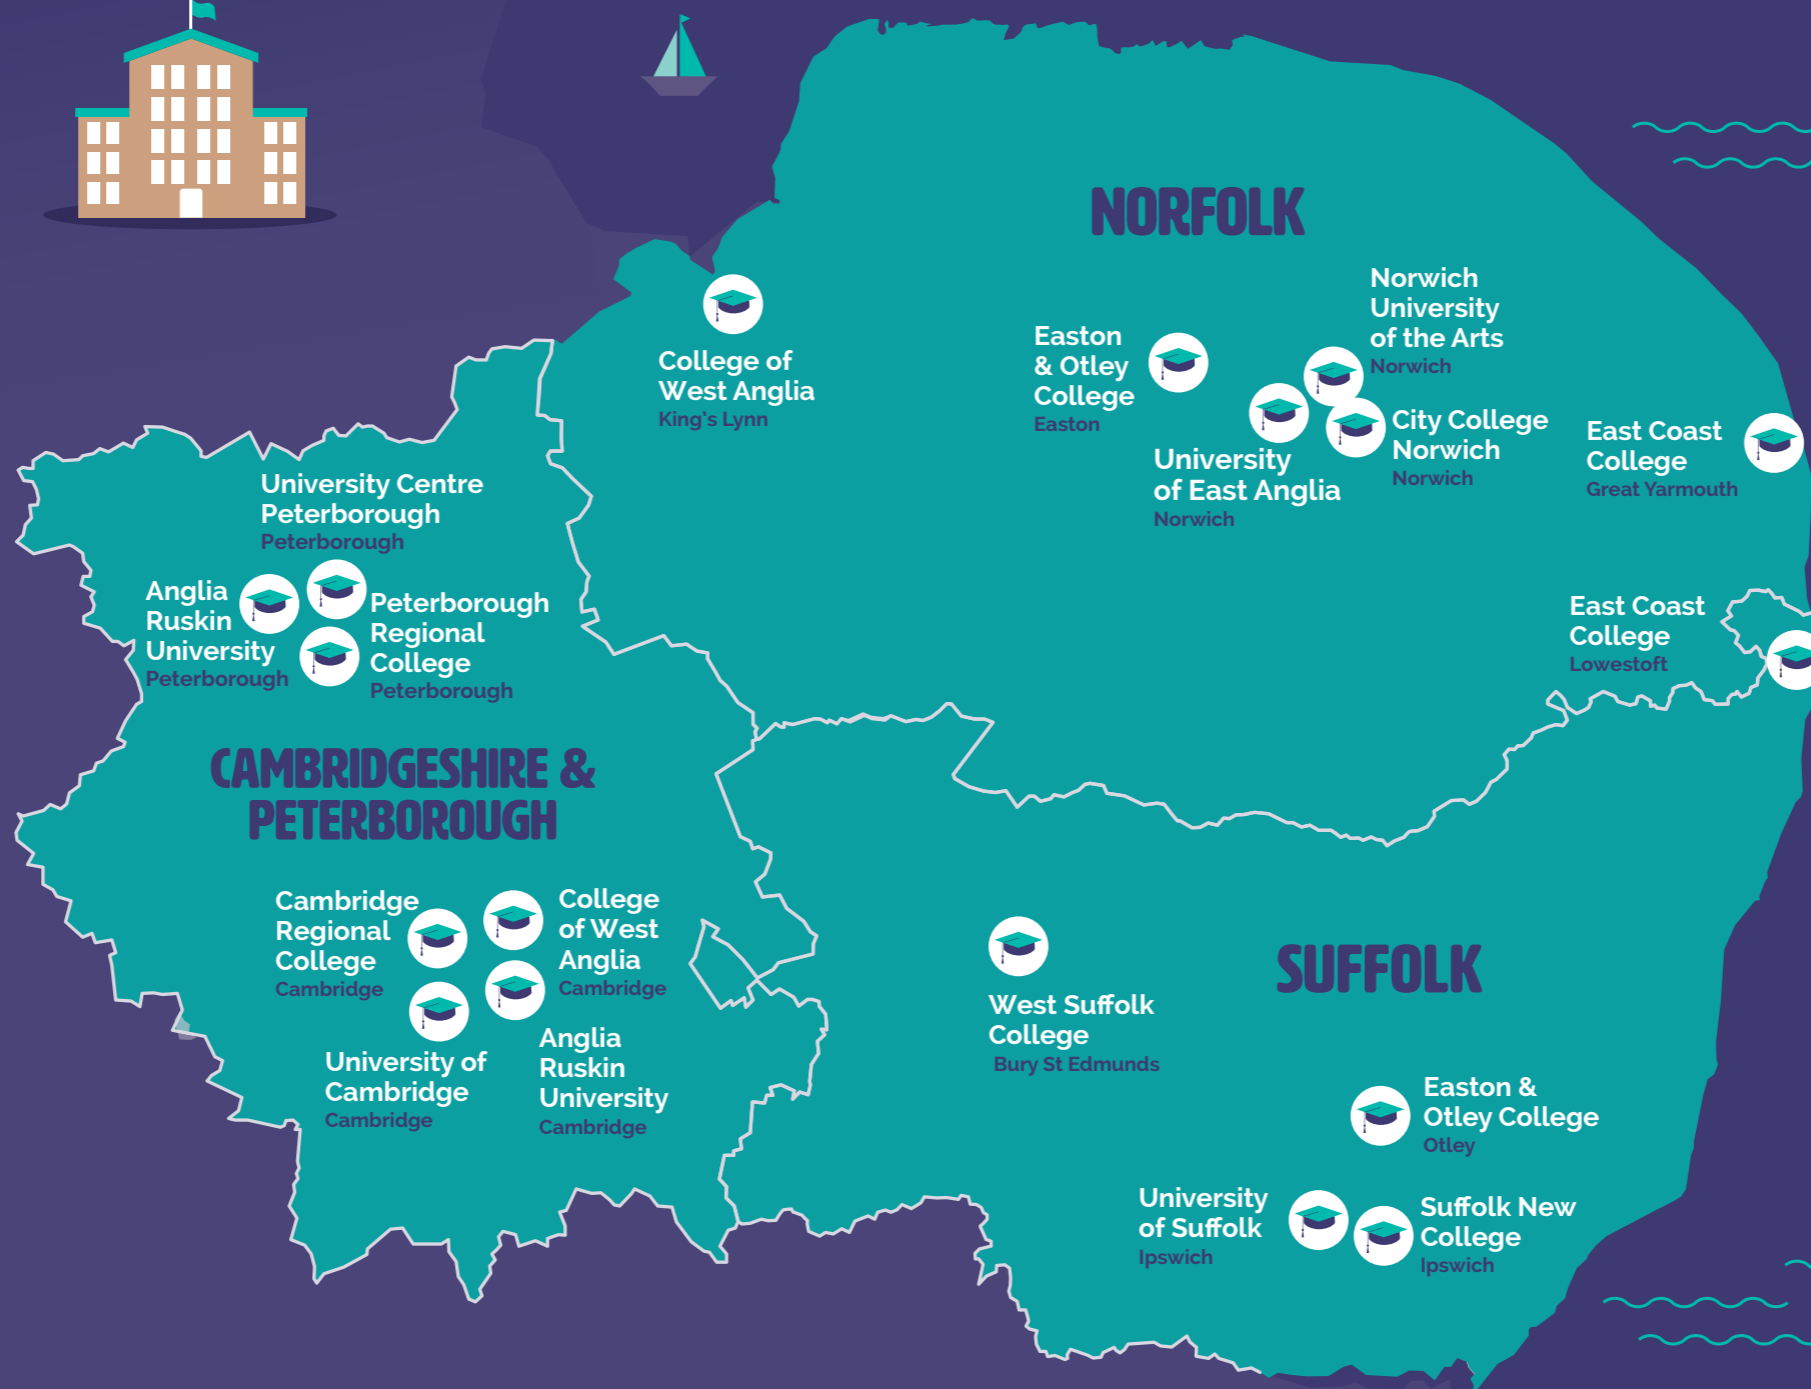 NORFOLK
College of
West Anglia
King's Lynn
Easton
& Otley
College
Easton
Norwich
University
of the Arts
Norwich
University
of East Anglia
Norwich
City College
Norwich
Norwich
East Coast
College
Great Yarmouth
East Coast
College
Lowestoft
University Centre
Peterborough
Peterborough
Anglia
Ruskin
University
Peterborough
Peterborough
Regional
College
Peterborough
CAMBRIDGESHIRE &
PETERBOROUGH
Cambridge
Regional
College
Cambridge
College
of West
Anglia
Cambridge
University of
Cambridge
Cambridge
Anglia
Ruskin
University
Cambridge
SUFFOLK
West Suffolk
College
Bury St Edmunds
Easton &
Otley College
Otley
University
of Suffolk
Ipswich
Suffolk New
College
Ipswich